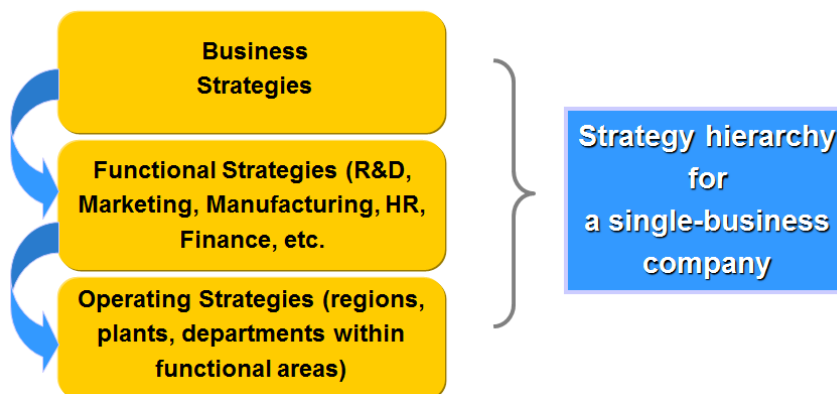 Business
Strategies
Functional Strategies (R&D,
Marketing, Manufacturing, HR,
Finance, etc.
Operating Strategies (regions,
plants, departments within
functional areas)
Strategy hierarchy
for
a single-business
company